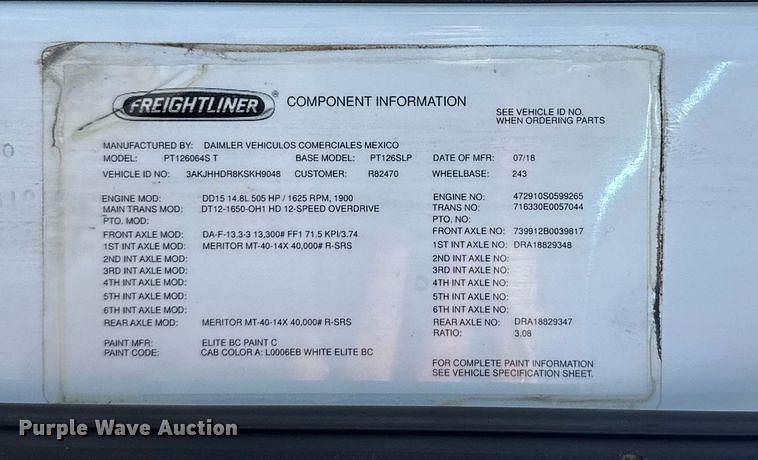 FREIGHTLINER ® COMPONENT INFORMATION
SEE VEHICLE ID NO.
WHEN ORDERING PARTS
MANUFACTURED BY: DAIMLER VEHICULOS COMERCIALES MEXICO
MODEL: PT126064S T BASE MODEL: PT126SLP DATE OF MFR: 07/18
VEHICLE ID NO: 3AKJHHDR8KSKH9048 CUSTOMER: R82470 WHEELBASE: 243
ENGINE MOD: DD15 14.8L 505 HP / 1625 RPM, 1900 ENGINE NO: 472910S0599265
MAIN TRANS MOD: DT12-1650-OH1 HD 12-SPEED OVERDRIVE TRANS NO: 716330E0057044
PTO. MOD: PTO. NO:
FRONT AXLE MOD: DA-F-13.3-3 13,300# FF1 71.5 KPI/3.74 FRONT AXLE NO: 739912B0039817
1ST INT AXLE MOD: MERITOR MT-40-14X 40,000# R-SRS 1ST INT AXLE NO: DRA18829348
2ND INT AXLE MOD: 2ND INT AXLE NO:
3RD INT AXLE MOD: 3RD INT AXLE NO:
4TH INT AXLE MOD: 4TH INT AXLE NO:
5TH INT AXLE MOD: 5TH INT AXLE NO:
6TH INT AXLE MOD: 6TH INT AXLE NO:
REAR AXLE MOD: MERITOR MT-40-14X 40,000# R-SRS REAR AXLE NO: DRA18829347
RATIO: 3.08
PAINT MFR: ELITE BC PAINT C
PAINT CODE: CAB COLOR A: L0006EB WHITE ELITE BC
FOR COMPLETE PAINT INFORMATION
SEE VEHICLE SPECIFICATION SHEET.
Purple Wave Auction